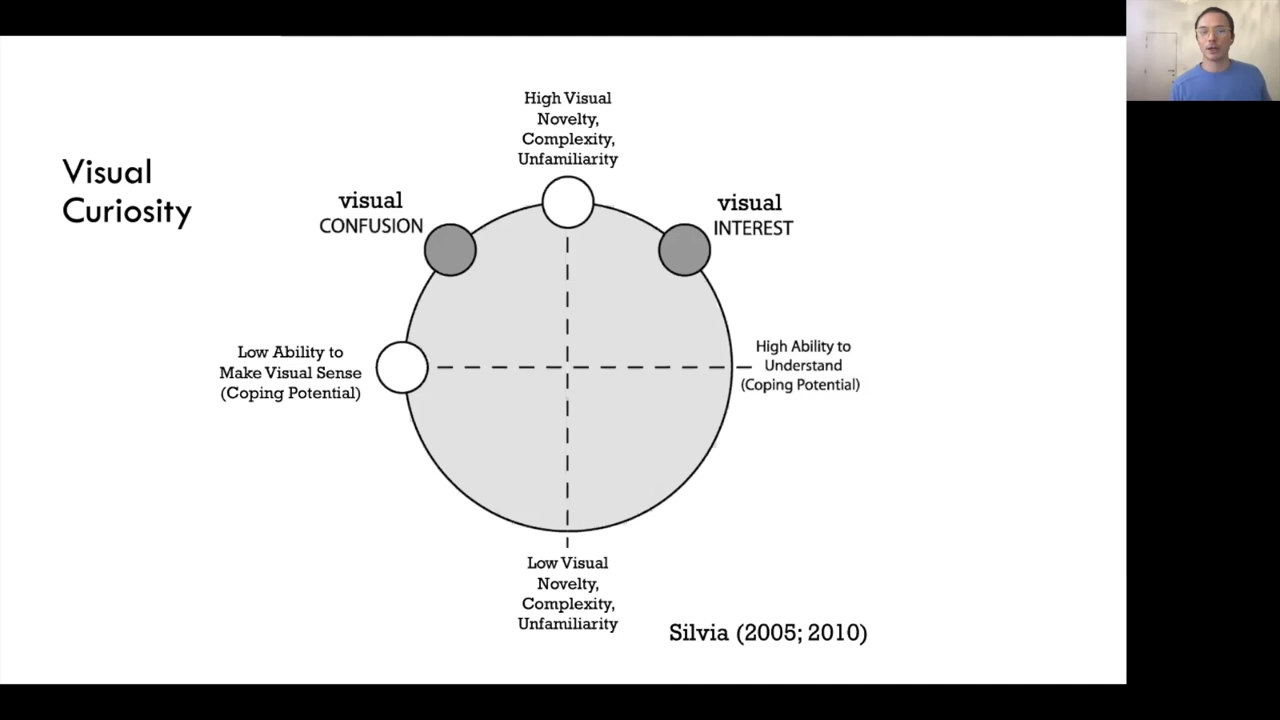 Visual
Curiosity
High Visual
Novelty,
Complexity,
Unfamiliarity
visual
CONFUSION
visual
INTEREST
Low Ability to
Make Visual Sense
(Coping Potential)
High Ability to
Understand
(Coping Potential)
Low Visual
Novelty,
Complexity,
Unfamiliarity
Silvia (2005; 2010)